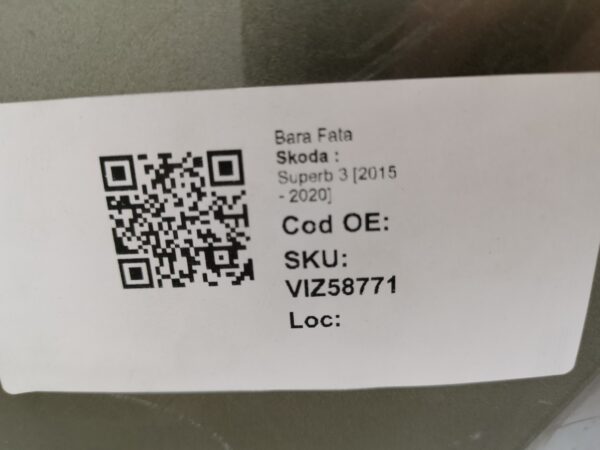 Bara Fata
Skoda :
Superb 3 [2015
- 2020]
Cod OE:
SKU:
VIZ58771
Loc: